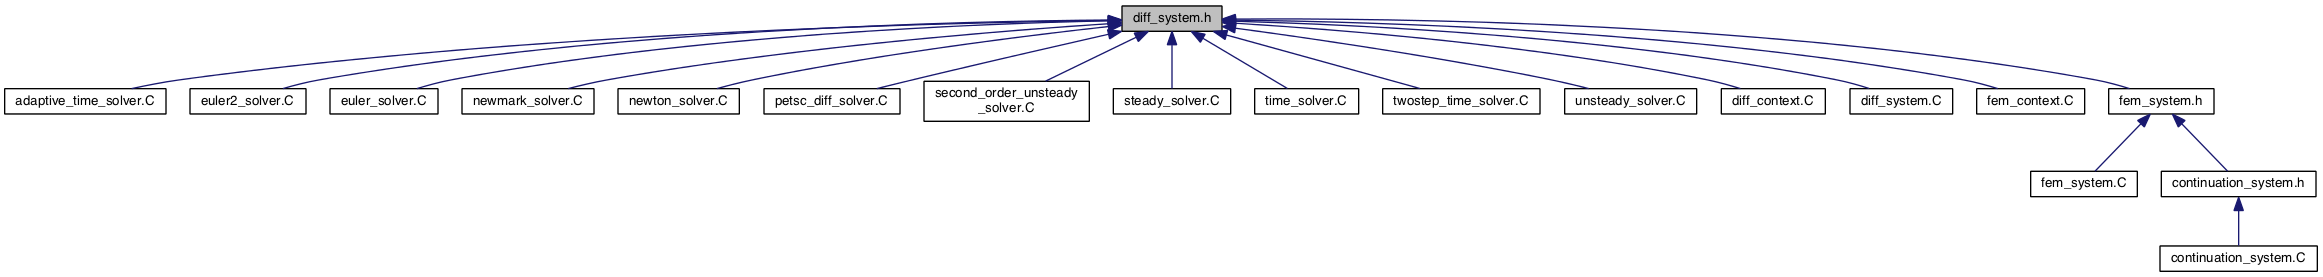 diff_system.h
adaptive_time_solver.C
euler2_solver.C
euler_solver.C
newmark_solver.C
newton_solver.C
petsc_diff_solver.C
second_order_unsteady
_solver.C
steady_solver.C
time_solver.C
twostep_time_solver.C
unsteady_solver.C
diff_context.C
diff_system.C
fem_context.C
fem_system.h
fem_system.C
continuation_system.h
continuation_system.C